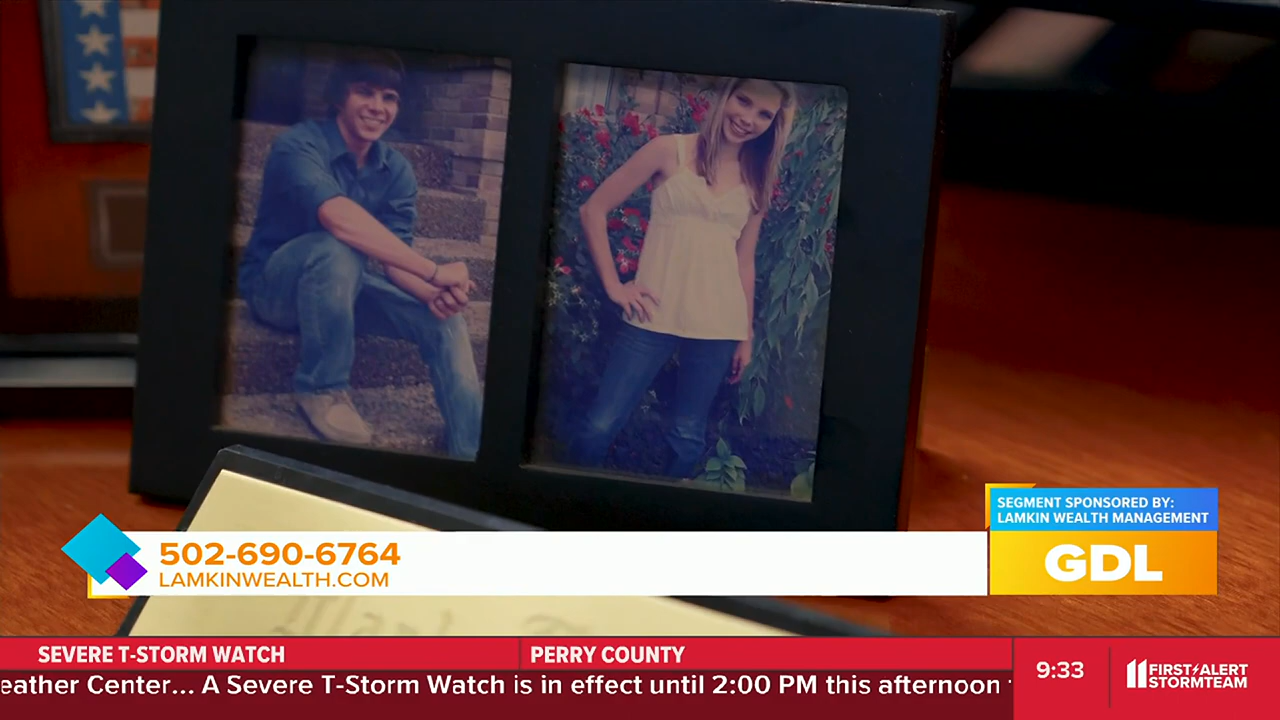 SEGMENT SPONSORED BY:
LAMKIN WEALTH MANAGEMENT
GDL
502-690-6764
LAMKINWEALTH.COM
SEVERE T-STORM WATCH
PERRY COUNTY
eather Center... A Severe T-Storm Watch is in effect until 2:00 PM this afternoon
9:33
11 FIRST ALERT
STORMTEAM